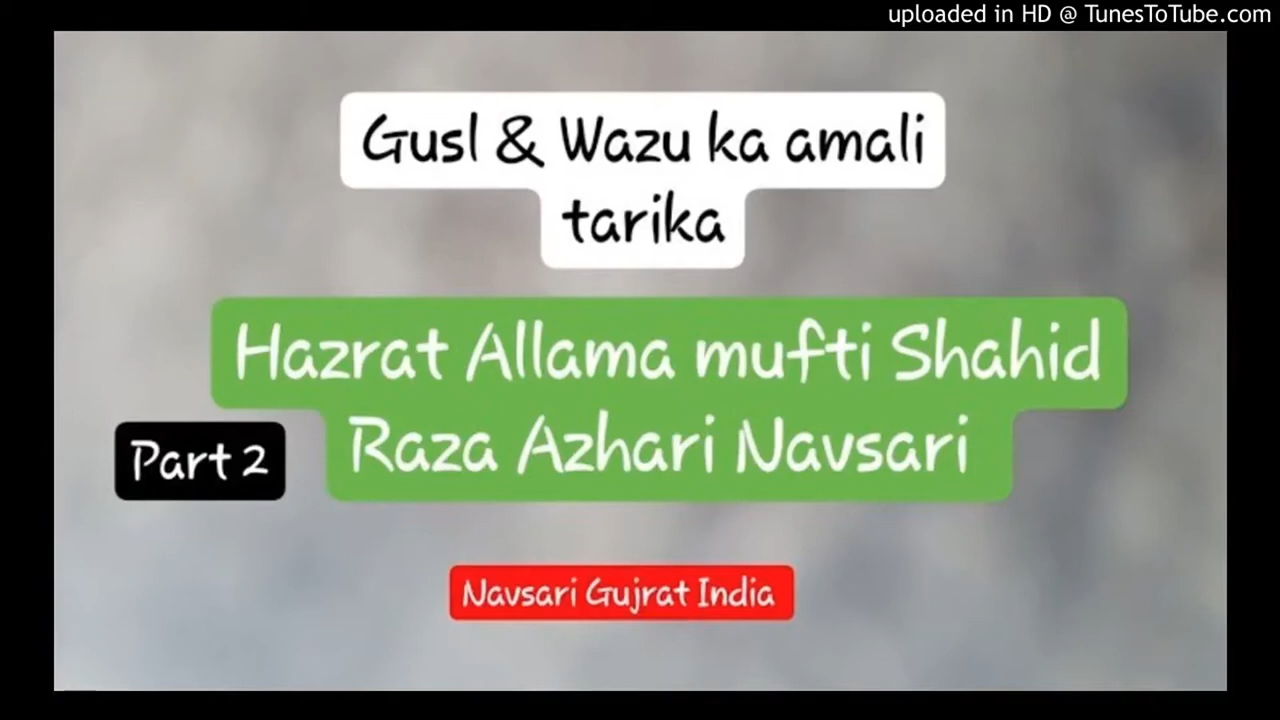 uploaded in HD @ TunesToTube.com
Gusl & Wazu ka amali
tarika
Hazrat Allama mufti Shahid
Raza Azhari Navsari
Part 2
Navsari Gujrat India